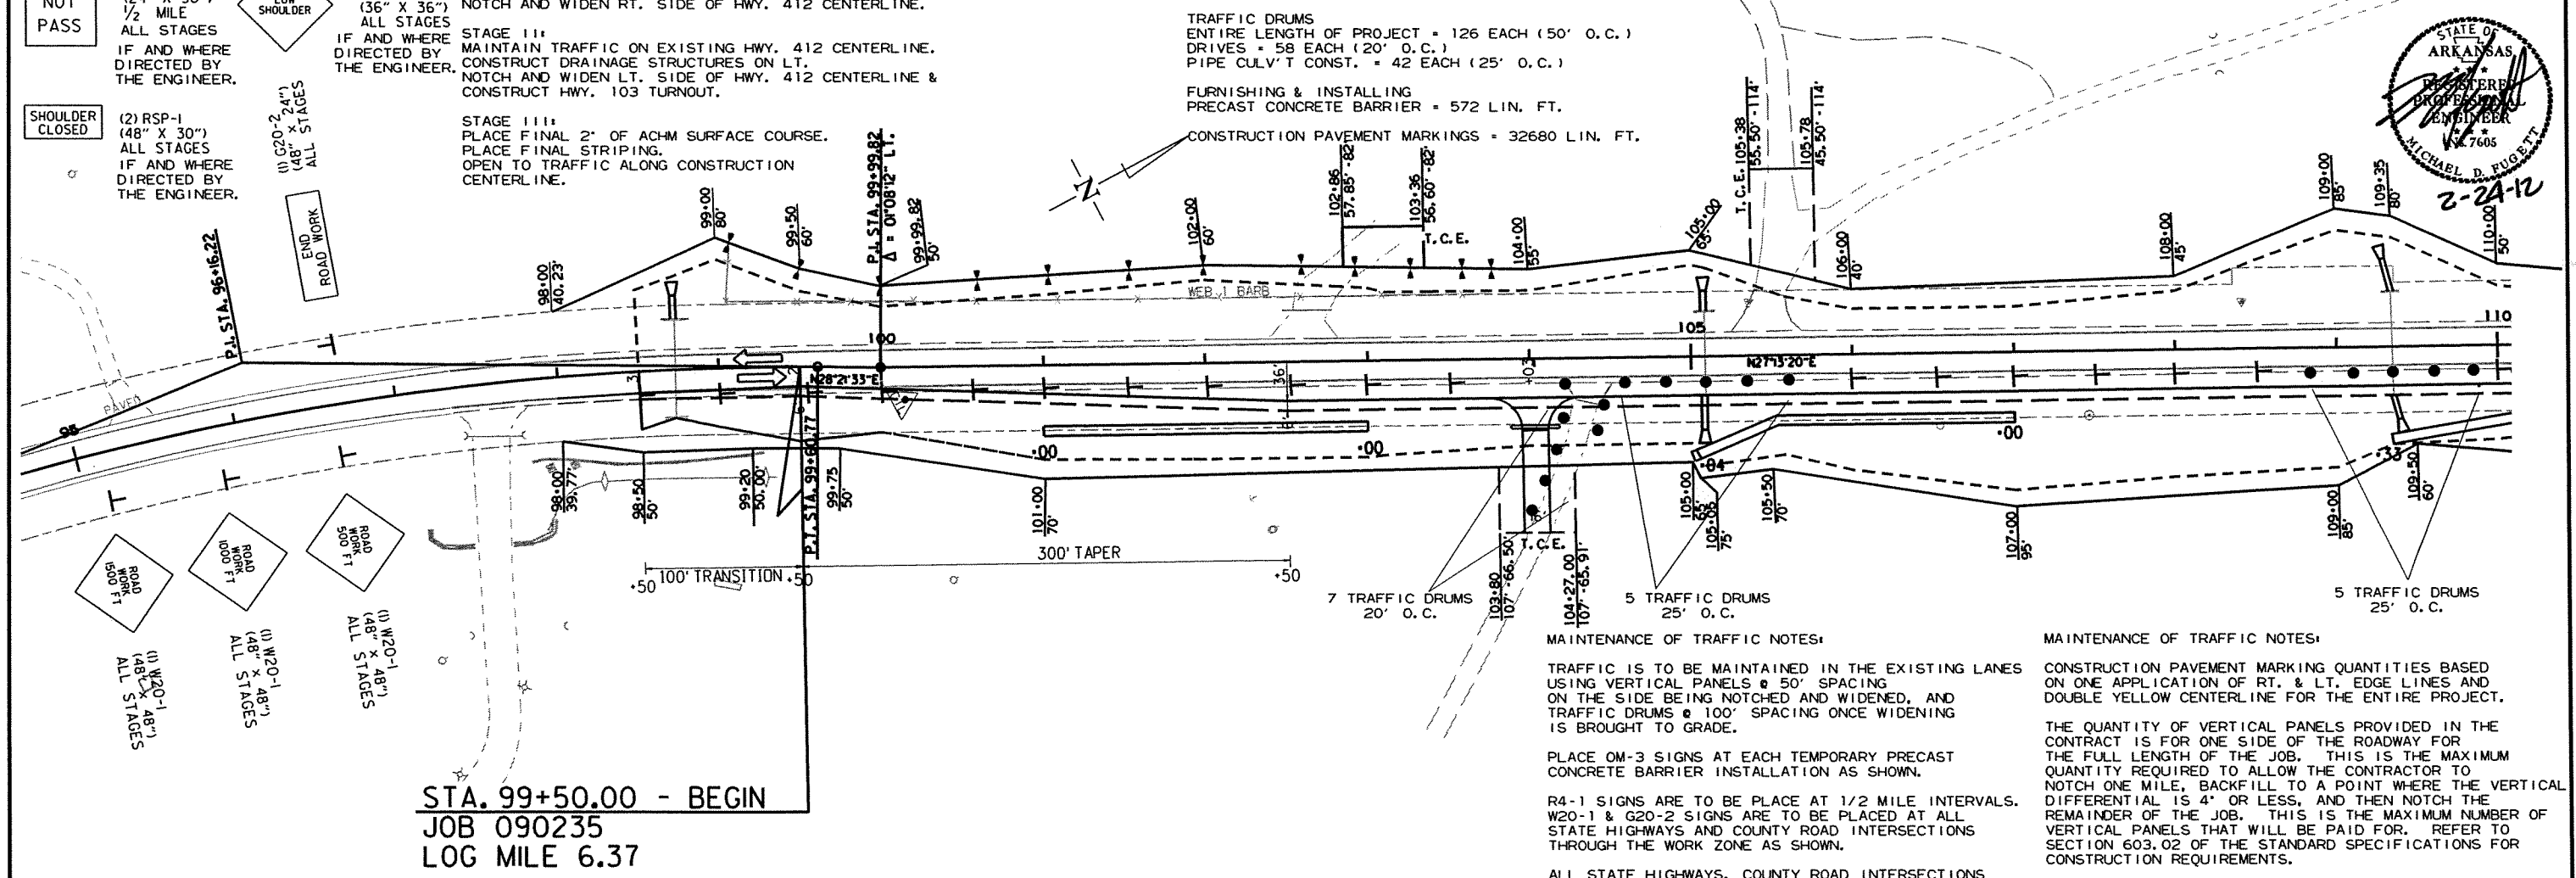 NOT
PASS
1/2 MILE
ALL STAGES
IF AND WHERE
DIRECTED BY
THE ENGINEER.
SHOULDER
(36" X 36")
ALL STAGES
IF AND WHERE
DIRECTED BY
THE ENGINEER.
SHOULDER
CLOSED
(2) RSP-1
(48" X 30")
ALL STAGES
IF AND WHERE
DIRECTED BY
THE ENGINEER.
(1) G20-2
(48" X 24")
ALL STAGES
END
ROAD WORK
NOTCH AND WIDEN RT. SIDE OF HWY. 412 CENTERLINE.
STAGE II:
MAINTAIN TRAFFIC ON EXISTING HWY. 412 CENTERLINE.
CONSTRUCT DRAINAGE STRUCTURES ON LT.
NOTCH AND WIDEN LT. SIDE OF HWY. 412 CENTERLINE &
CONSTRUCT HWY. 103 TURNOUT.
STAGE III:
PLACE FINAL 2" OF ACHM SURFACE COURSE.
PLACE FINAL STRIPING.
OPEN TO TRAFFIC ALONG CONSTRUCTION
CENTERLINE.
TRAFFIC DRUMS
ENTIRE LENGTH OF PROJECT = 126 EACH (50' O.C.)
DRIVES = 58 EACH (20' O.C.)
PIPE CULV'T CONST. = 42 EACH (25' O.C.)
FURNISHING & INSTALLING
PRECAST CONCRETE BARRIER = 572 LIN. FT.
CONSTRUCTION PAVEMENT MARKINGS = 32680 LIN. FT.
STATE OF
ARKANSAS
REGISTERED
PROFESSIONAL
ENGINEER
No. 7605
MICHAEL D. FUGETT
2-24-12
N
P.I. STA. 96+16.22
98+00
40.23'
99+00
80'
99+50
60'
P.I. STA. 99+99.82
Δ = 01°08'12" LT.
99+99.82
50'
102+00
60'
102+86
57.85' -82'
103+36
56.60' -82'
T.C.E.
104+00
55'
105+00
65'
T.C.E. 105+38
55.50' -114'
105+78
45.50' -114'
106+00
40'
108+00
45'
109+00
85'
109+35
80'
110+00
50'
WEB 1 BARB
95
PAVED
100
105
110
N28°21'33"E
N27°13'20"E
3
2
36'
6'
+03
+00
+00
+84
+00
+33
98+00
39.77'
98+50
50'
99+20
50.00'
P.I. STA. 99+60.77
99+75
50'
101+00
70'
103+80
107' -66.50'
16'
T.C.E.
104+27.00
107' -65.91'
105+00
65'
105+05
75'
105+50
70'
107+00
95'
109+00
85'
109+50
60'
+50
100' TRANSITION
+50
300' TAPER
+50
7 TRAFFIC DRUMS
20' O.C.
5 TRAFFIC DRUMS
25' O.C.
5 TRAFFIC DRUMS
25' O.C.
ROAD
WORK
1500 FT
ROAD
WORK
1000 FT
ROAD
WORK
500 FT
(1) W20-1
(48" X 48")
ALL STAGES
(1) W20-1
(48" X 48")
ALL STAGES
(1) W20-1
(48" X 48")
ALL STAGES
STA. 99+50.00 - BEGIN
JOB 090235
LOG MILE 6.37
MAINTENANCE OF TRAFFIC NOTES:
TRAFFIC IS TO BE MAINTAINED IN THE EXISTING LANES
USING VERTICAL PANELS @ 50' SPACING
ON THE SIDE BEING NOTCHED AND WIDENED, AND
TRAFFIC DRUMS @ 100' SPACING ONCE WIDENING
IS BROUGHT TO GRADE.
PLACE OM-3 SIGNS AT EACH TEMPORARY PRECAST
CONCRETE BARRIER INSTALLATION AS SHOWN.
R4-1 SIGNS ARE TO BE PLACE AT 1/2 MILE INTERVALS.
W20-1 & G20-2 SIGNS ARE TO BE PLACED AT ALL
STATE HIGHWAYS AND COUNTY ROAD INTERSECTIONS
THROUGH THE WORK ZONE AS SHOWN.
ALL STATE HIGHWAYS, COUNTY ROAD INTERSECTIONS
MAINTENANCE OF TRAFFIC NOTES:
CONSTRUCTION PAVEMENT MARKING QUANTITIES BASED
ON ONE APPLICATION OF RT. & LT. EDGE LINES AND
DOUBLE YELLOW CENTERLINE FOR THE ENTIRE PROJECT.
THE QUANTITY OF VERTICAL PANELS PROVIDED IN THE
CONTRACT IS FOR ONE SIDE OF THE ROADWAY FOR
THE FULL LENGTH OF THE JOB. THIS IS THE MAXIMUM
QUANTITY REQUIRED TO ALLOW THE CONTRACTOR TO
NOTCH ONE MILE, BACKFILL TO A POINT WHERE THE VERTICAL
DIFFERENTIAL IS 4" OR LESS, AND THEN NOTCH THE
REMAINDER OF THE JOB. THIS IS THE MAXIMUM NUMBER OF
VERTICAL PANELS THAT WILL BE PAID FOR. REFER TO
SECTION 603.02 OF THE STANDARD SPECIFICATIONS FOR
CONSTRUCTION REQUIREMENTS.